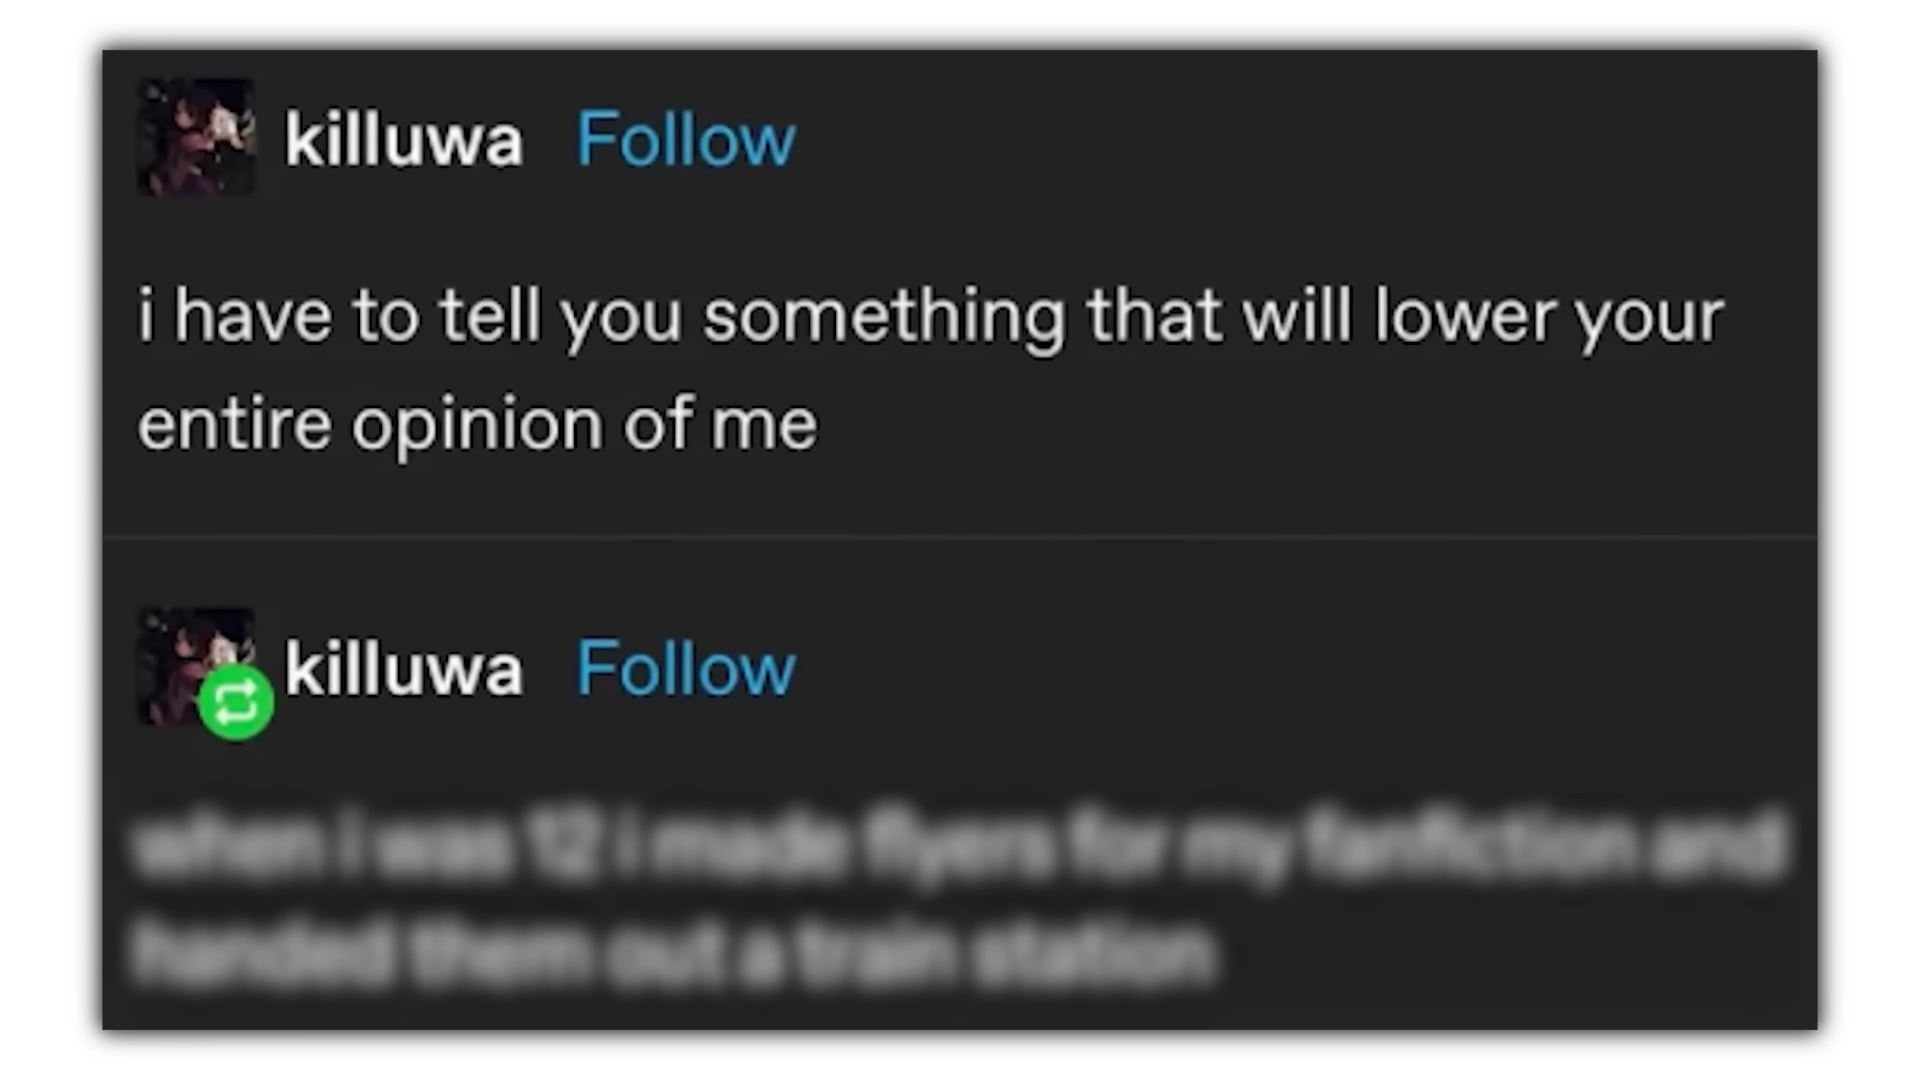 killuwa Follow
i have to tell you something that will lower your
entire opinion of me
killuwa Follow
when i was 12 i made flyers for my fanfiction and
handed them out a train station